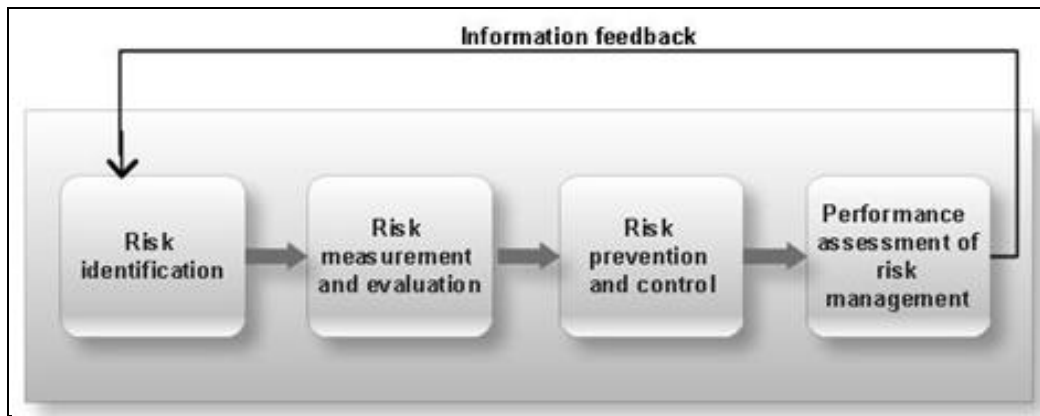 Information feedback
Risk
identification
Risk
measurement
and evaluation
Risk
prevention
and control
Performance
assessment of
risk
management